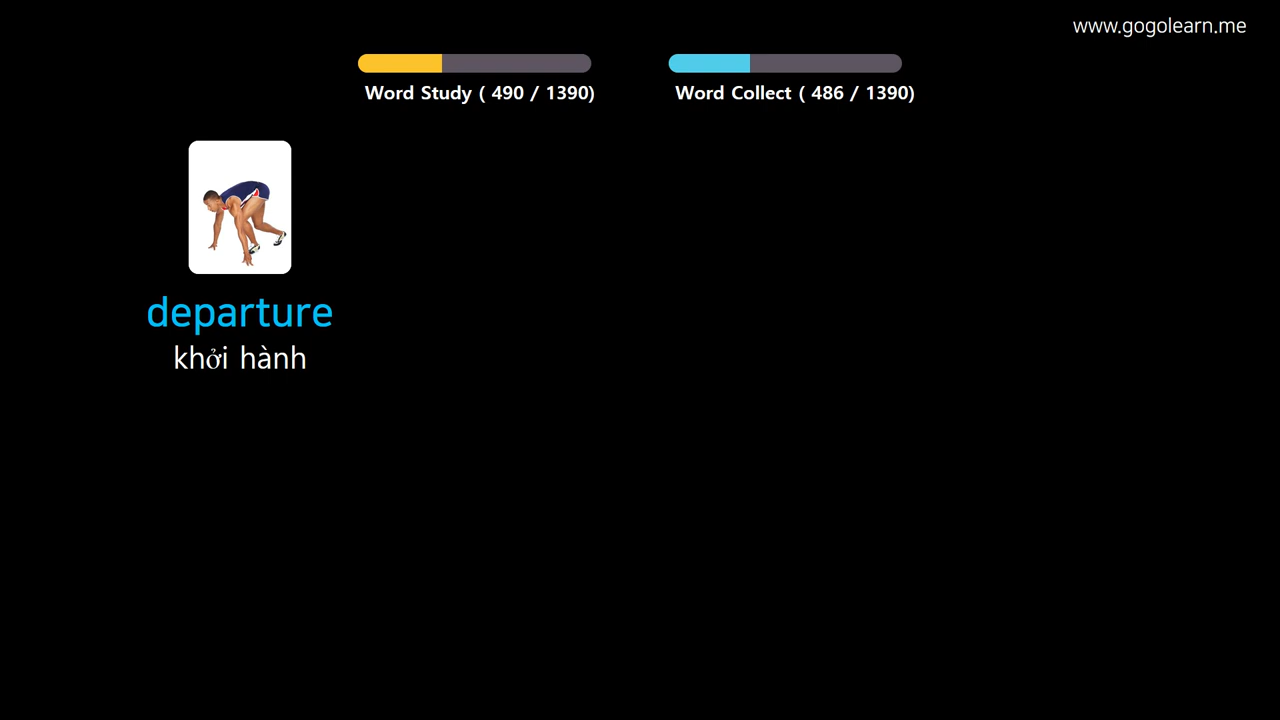 www.gogolearn.me
Word Study ( 490 / 1390)
Word Collect ( 486 / 1390)
departure
khởi hành